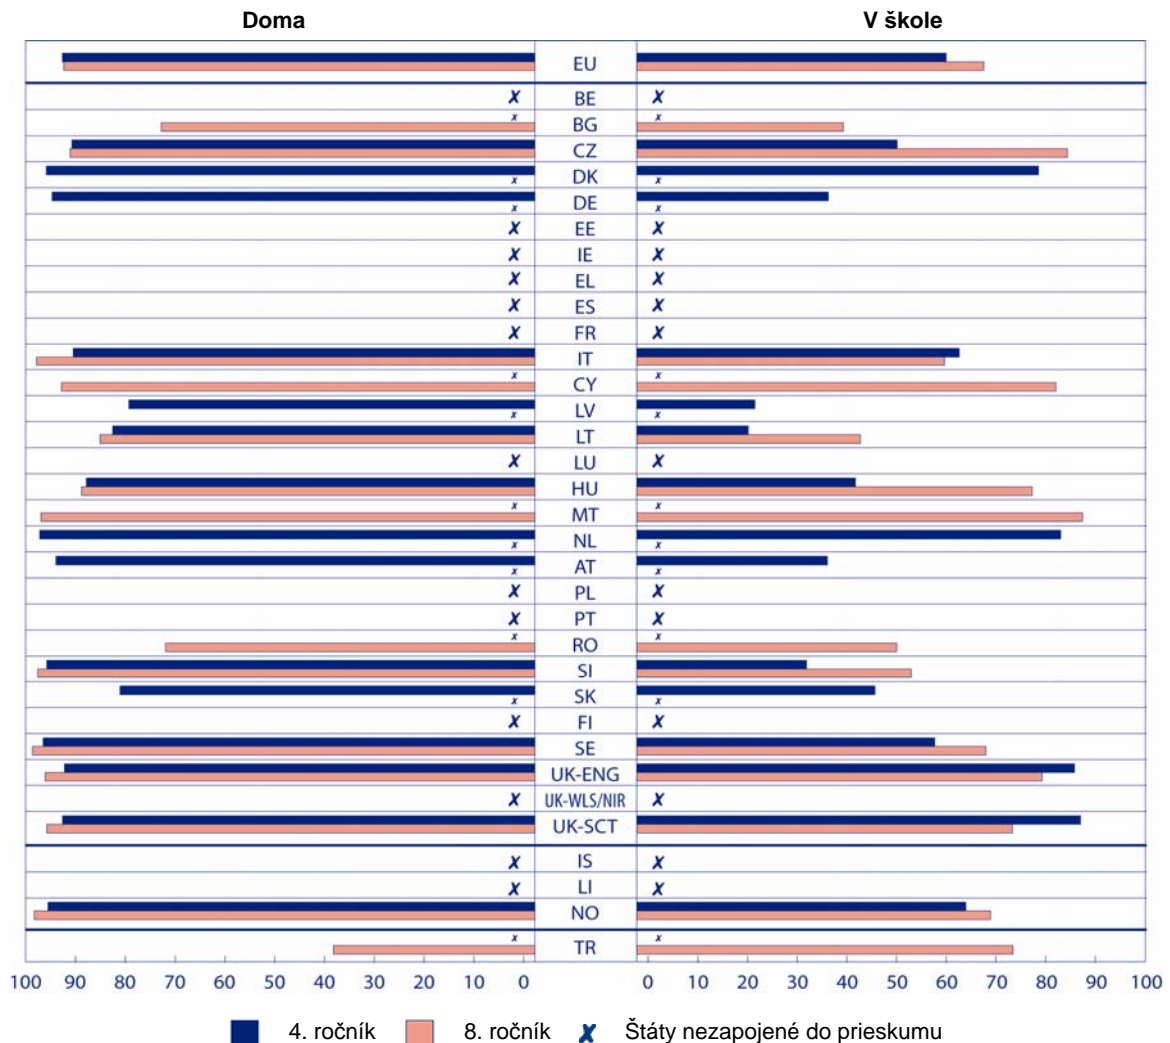 Doma V škole
EU
BE
BG
CZ
DK
DE
EE
IE
EL
ES
FR
IT
CY
LV
LT
LU
HU
MT
NL
AT
PL
PT
RO
SI
SK
FI
SE
UK-ENG
UK-WLS/NIR
UK-SCT
IS
LI
NO
TR
100 90 80 70 60 50 40 30 20 10 0 0 10 20 30 40 50 60 70 80 90 100
4. ročník 8. ročník ✗ Štáty nezapojené do prieskumu